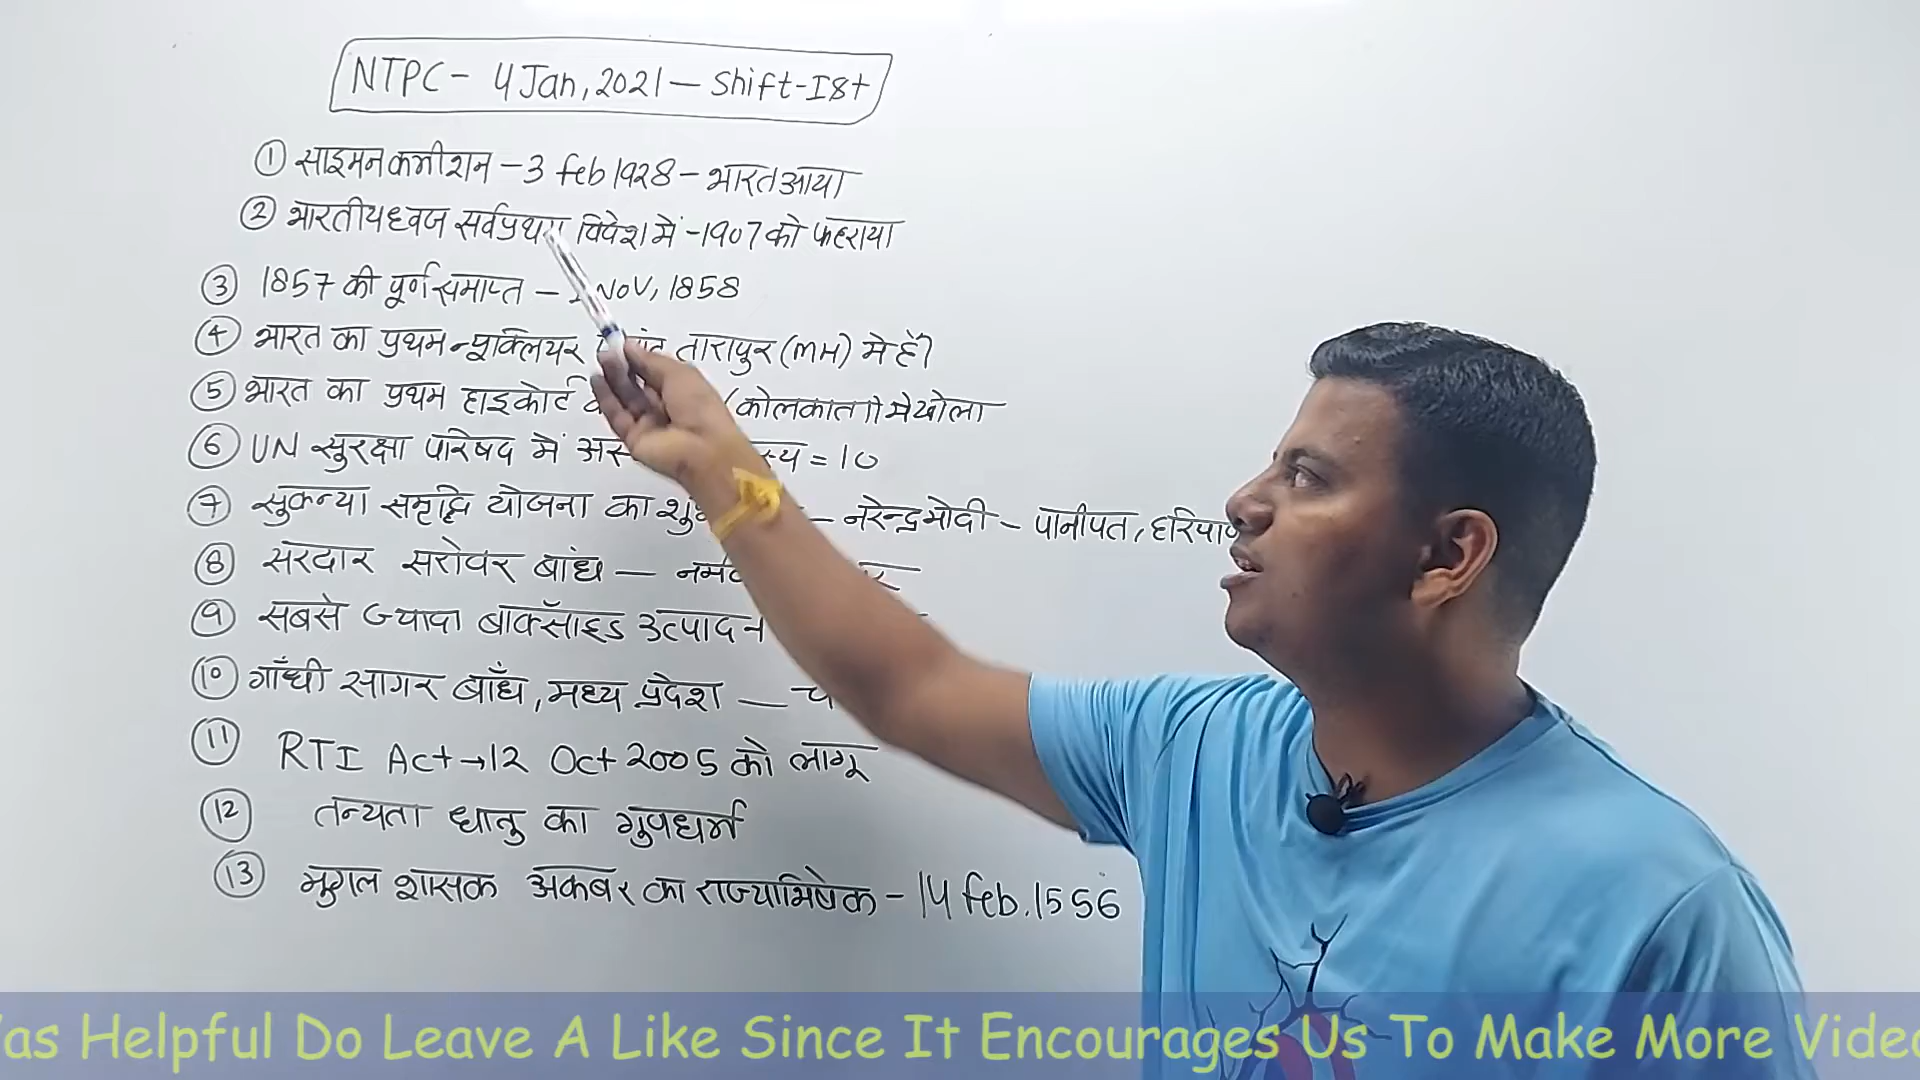 NTPC - 4 Jan, 2021 - Shift-Ist
① साइमन कमीशन - 3 feb 1928 - भारत आया
② भारतीय ध्वज सर्वप्रथम विदेश में - 1907 को फहराया
③ 1857 की पूर्ण समाप्त - Nov, 1858
④ भारत का प्रथम न्यूक्लियर तारापुर (MH) मे हैं।
⑤ भारत का प्रथम हाइकोर्ट (कोलकाता) मे खोला
⑥ UN सुरक्षा परिषद में = 10
⑦ सुकन्या समृद्धि योजना का - नरेन्द्र मोदी - पानीपत,
⑧ सरदार सरोवर बांध -
⑨ सबसे ज्यादा बाक्सॉइड उत्पादन
⑩ गाँधी सागर बाँध, मध्य प्रदेश -
⑪ RTI Act → 12 Oct 2005 को लागू
⑫ तन्यता धातु का गुणधर्म
⑬ मुगल शासक अकबर का राज्याभिषेक - 14 feb. 1556
Helpful Do Leave A Like Since It Encourages Us To Make More